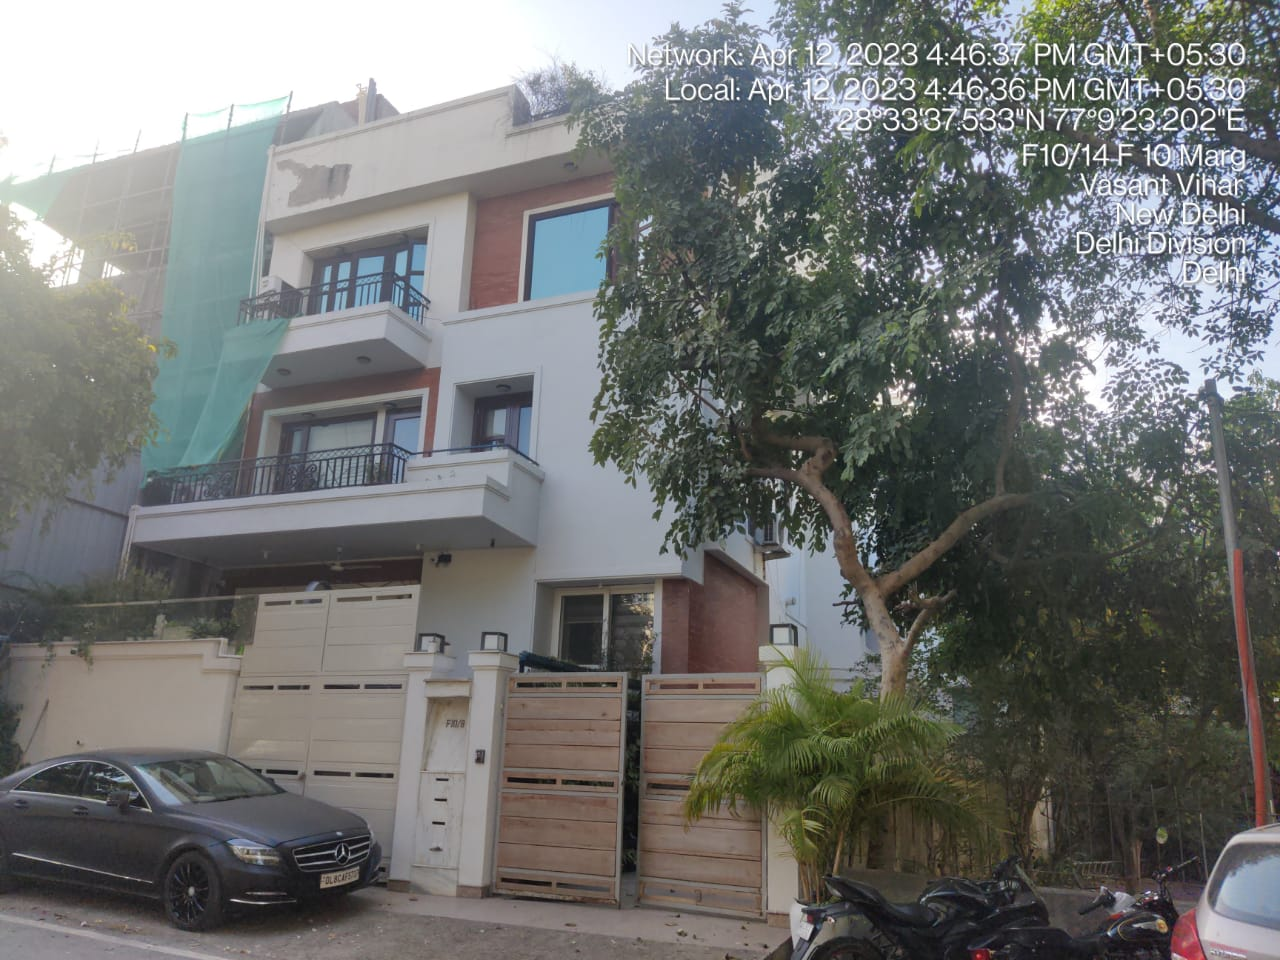 Network: Apr 12, 2023 4:46:37 PM GMT+05:30
Local: Apr 12, 2023 4:46:36 PM GMT+05:30
28°33'37.533"N 77°9'23.202"E
F10/14 F 10 Marg
Vasant Vihar
New Delhi
Delhi Division
Delhi